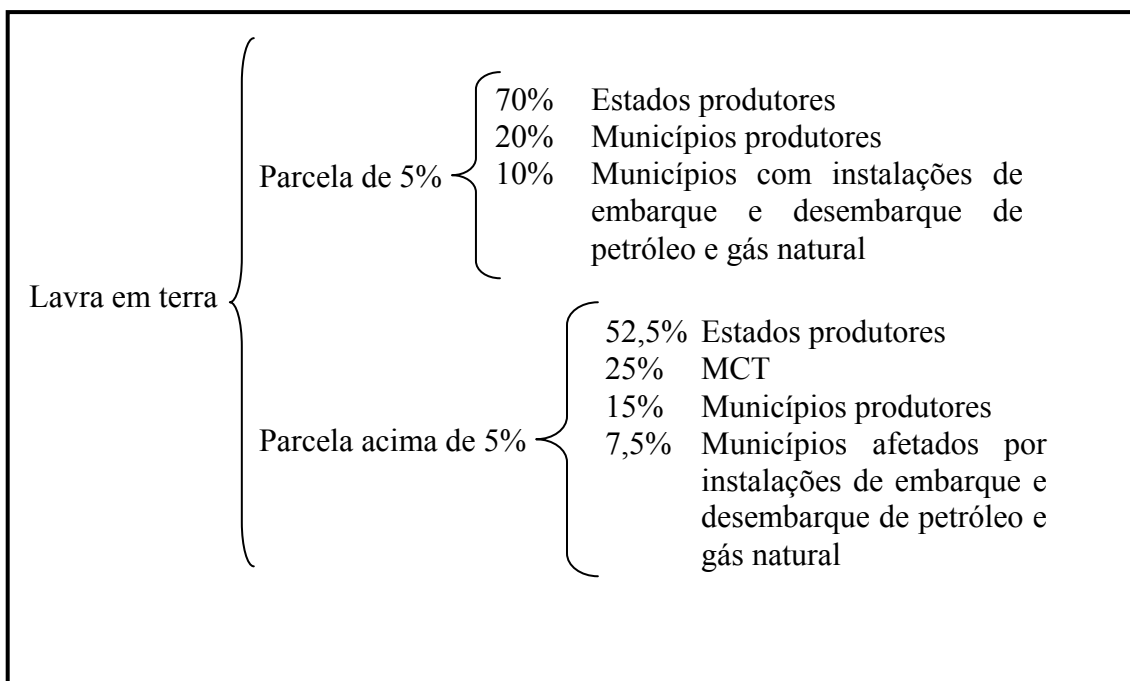 70% Estados produtores
20% Municípios produtores
Parcela de 5%
10% Municípios com instalações de
embarque e desembarque de
petróleo e gás natural
Lavra em terra
52,5% Estados produtores
25% MCT
15% Municípios produtores
Parcela acima de 5%
7,5% Municípios afetados por
instalações de embarque e
desembarque de petróleo e
gás natural